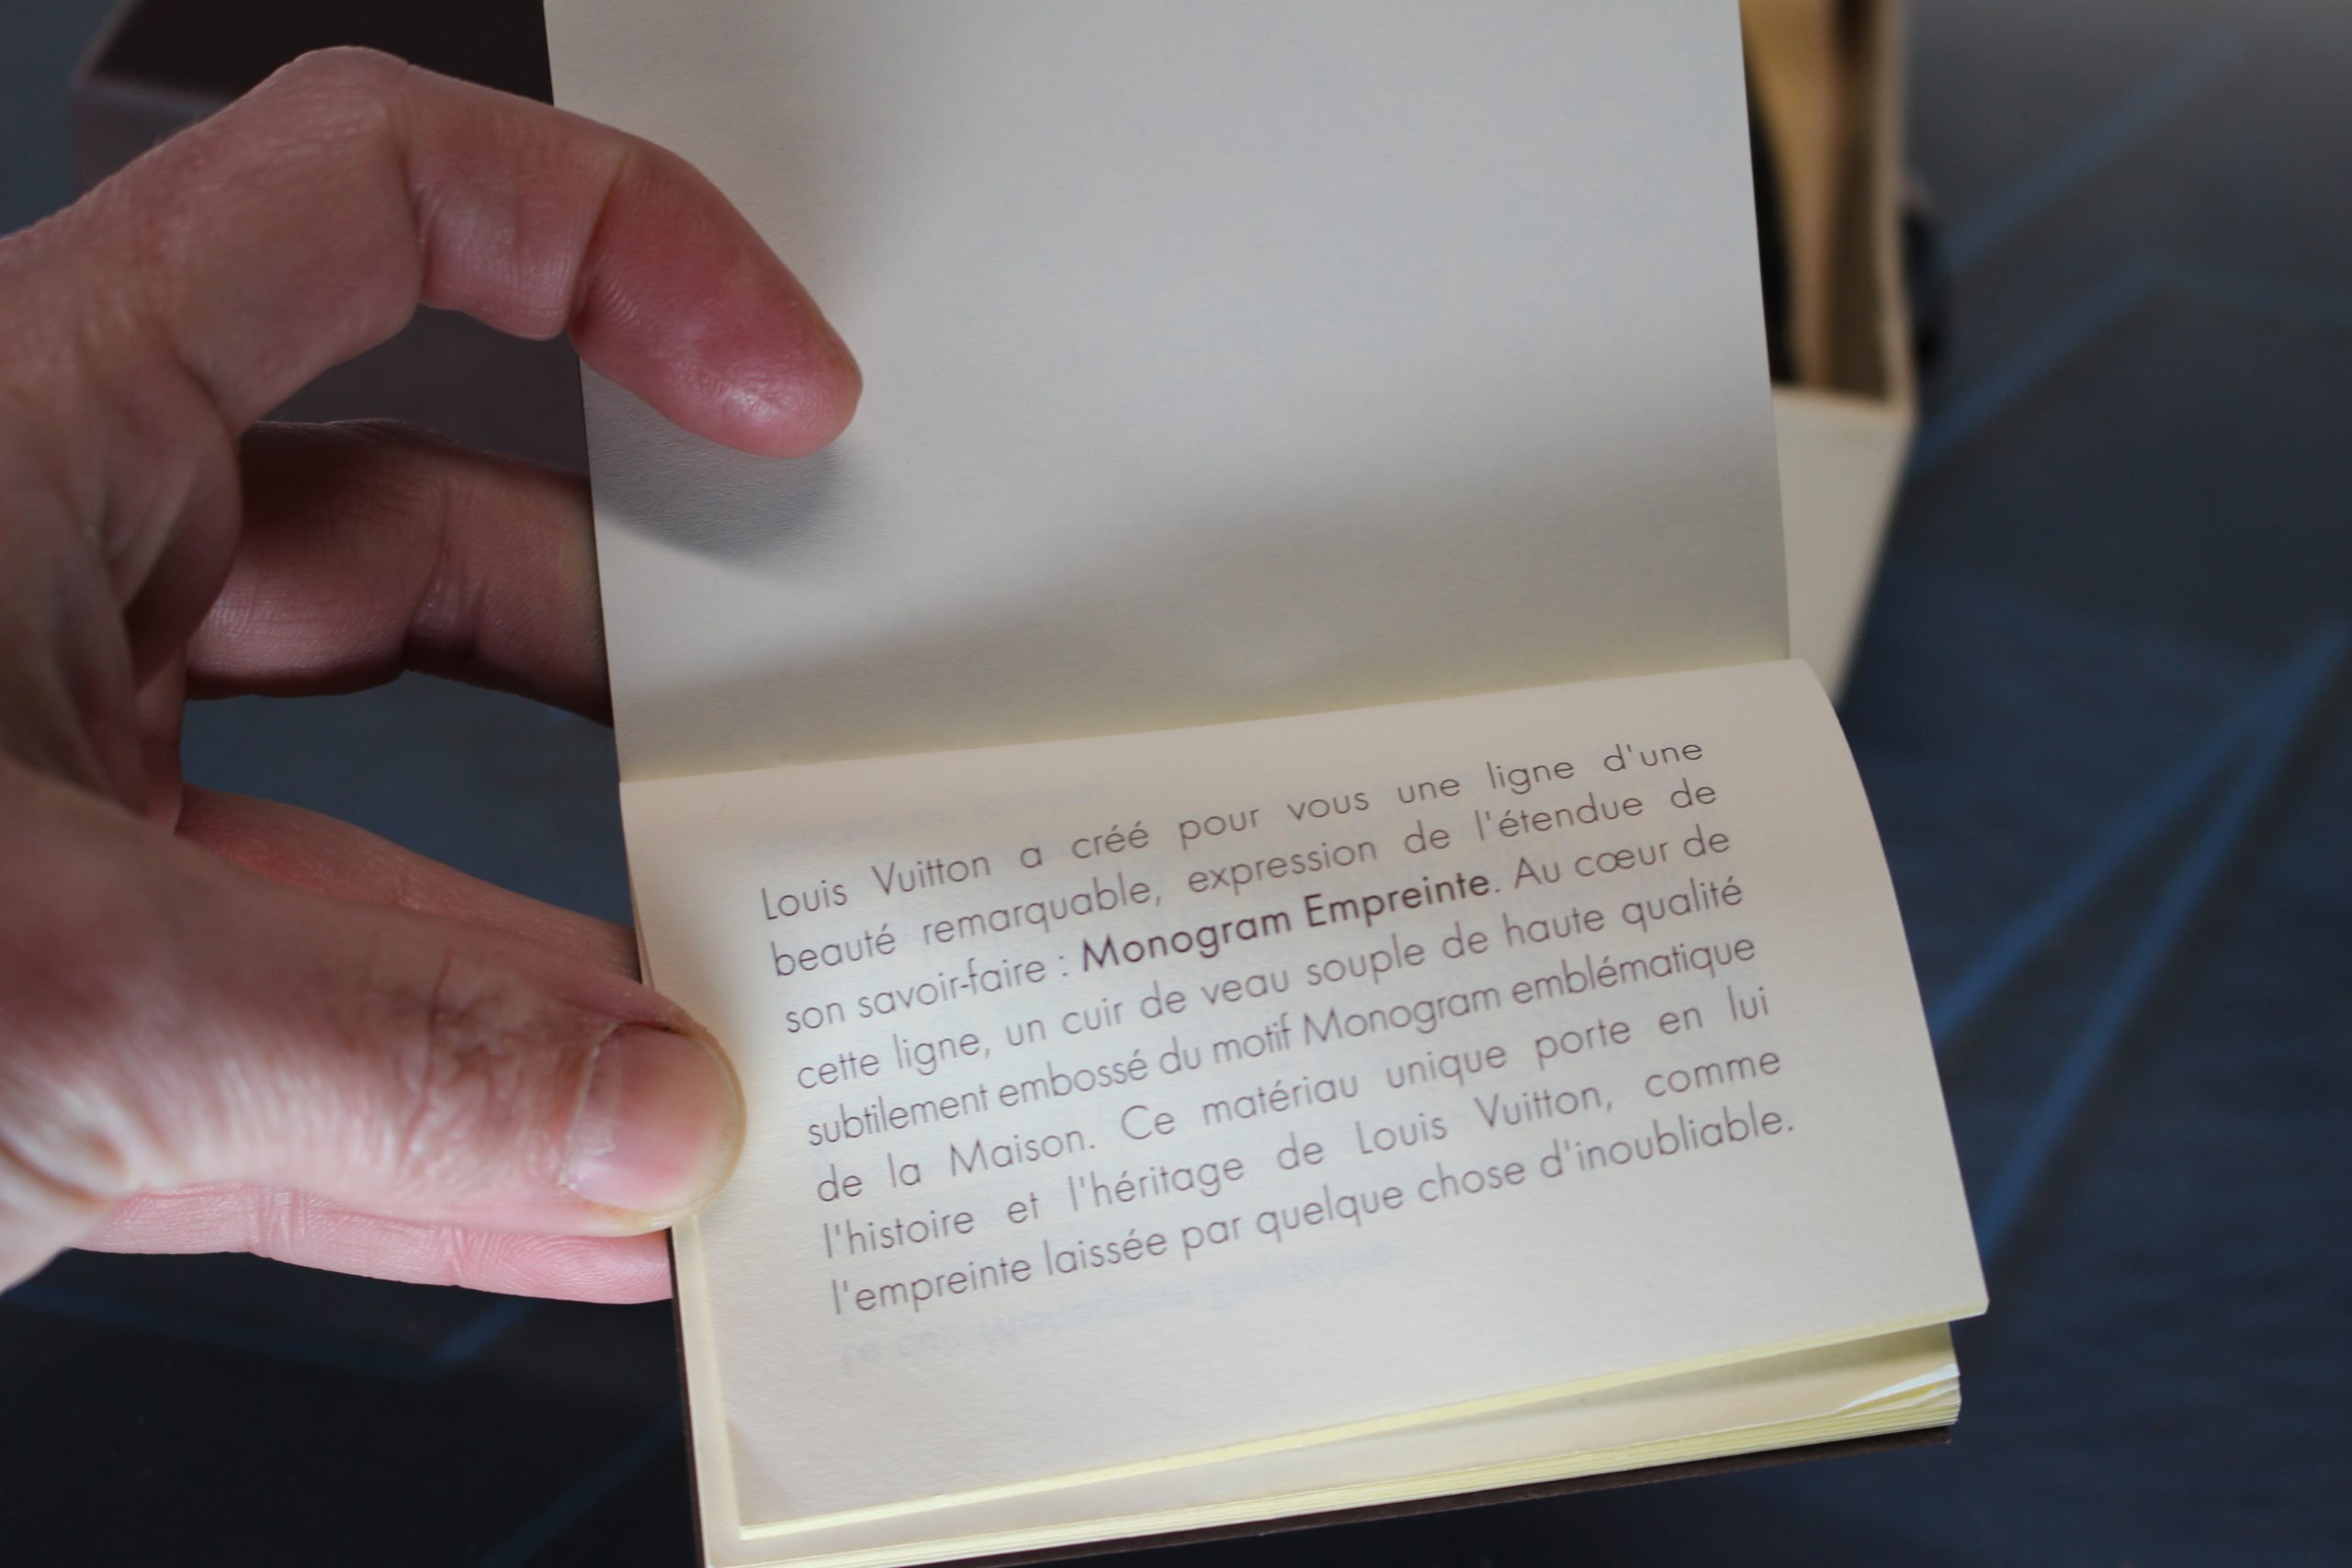 Louis Vuitton a créé pour vous une ligne d'une
beauté remarquable, expression de l'étendue de
son savoir-faire : Monogram Empreinte. Au cœur de
cette ligne, un cuir de veau souple de haute qualité
subtilement embossé du motif Monogram emblématique
de la Maison. Ce matériau unique porte en lui
l'histoire et l'héritage de Louis Vuitton, comme
l'empreinte laissée par quelque chose d'inoubliable.